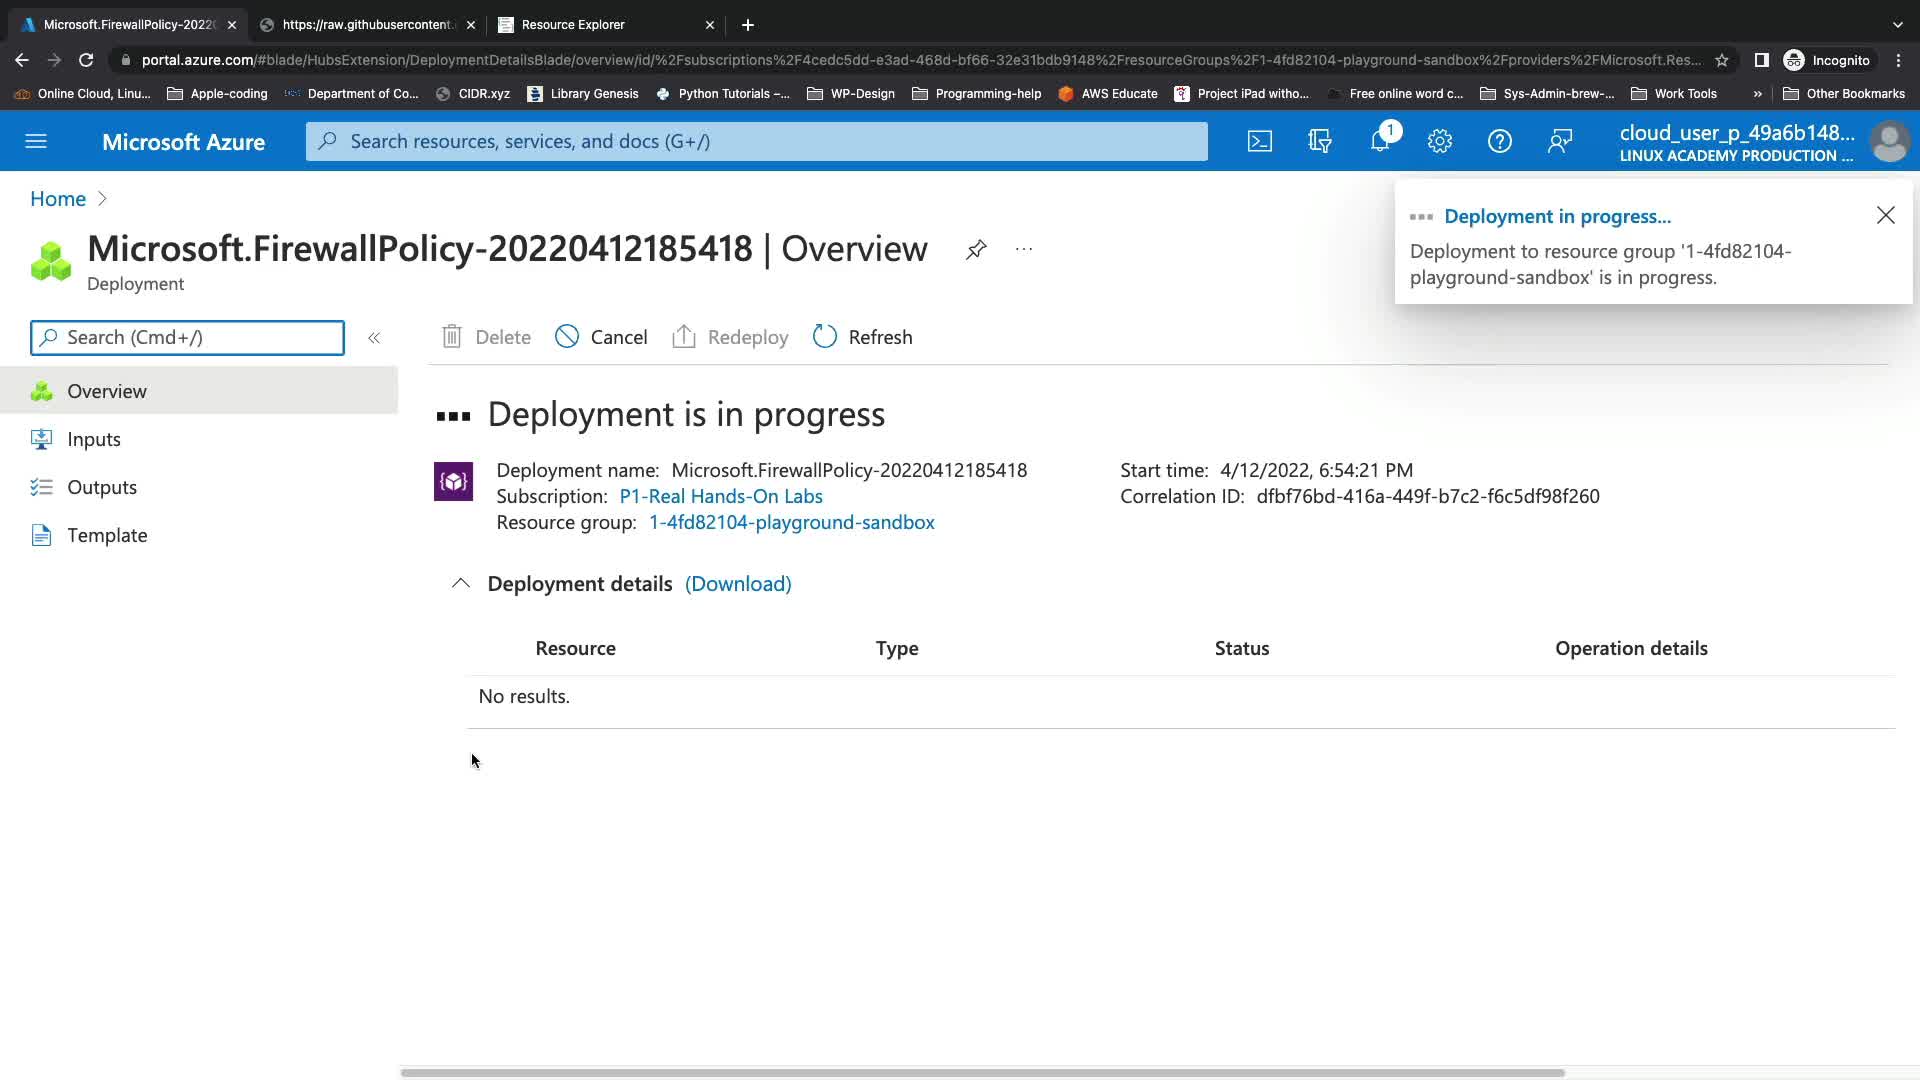 Microsoft.FirewallPolicy-2022
https://raw.githubusercontent.
Resource Explorer
portal.azure.com/#blade/HubsExtension/DeploymentDetailsBlade/overview/id/%2Fsubscriptions%2F4cedc5dd-e3ad-468d-bf66-32e31bdb9148%2FresourceGroups%2F1-4fd82104-playground-sandbox%2Fproviders%2FMicrosoft.Res...
Incognito
Online Cloud, Linu...
Apple-coding
Department of Co...
CIDR.xyz
Library Genesis
Python Tutorials –...
WP-Design
Programming-help
AWS Educate
Project iPad witho...
Free online word c...
Sys-Admin-brew-...
Work Tools
»
Other Bookmarks
Microsoft Azure
Search resources, services, and docs (G+/)
1
cloud_user_p_49a6b148...
LINUX ACADEMY PRODUCTION ...
Home
Deployment in progress...
Deployment to resource group '1-4fd82104-
playground-sandbox' is in progress.
Microsoft.FirewallPolicy-20220412185418 | Overview
...
Deployment
Search (Cmd+/)
«
Delete
Cancel
Redeploy
Refresh
Overview
Inputs
Outputs
Template
Deployment is in progress
Deployment name: Microsoft.FirewallPolicy-20220412185418
Subscription: P1-Real Hands-On Labs
Resource group: 1-4fd82104-playground-sandbox
Start time: 4/12/2022, 6:54:21 PM
Correlation ID: dfbf76bd-416a-449f-b7c2-f6c5df98f260
Deployment details (Download)
Resource
Type
Status
Operation details
No results.